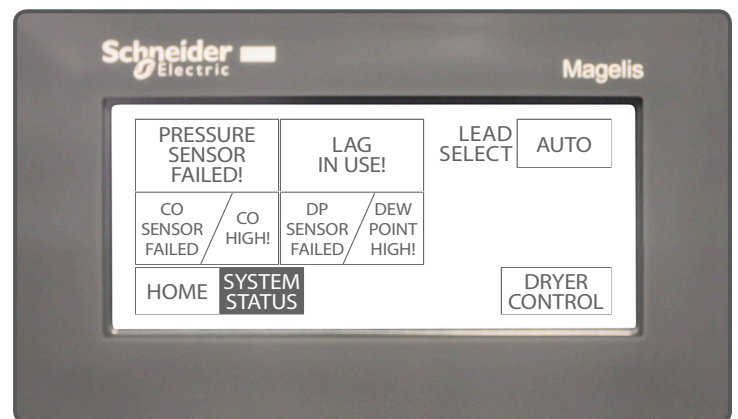 Schneider
Electric
Magelis
PRESSURE
SENSOR
FAILED!
LAG
IN USE!
LEAD
SELECT
AUTO
CO
SENSOR
FAILED
CO
HIGH!
DP
SENSOR
FAILED
DEW
POINT
HIGH!
HOME
SYSTEM
STATUS
DRYER
CONTROL